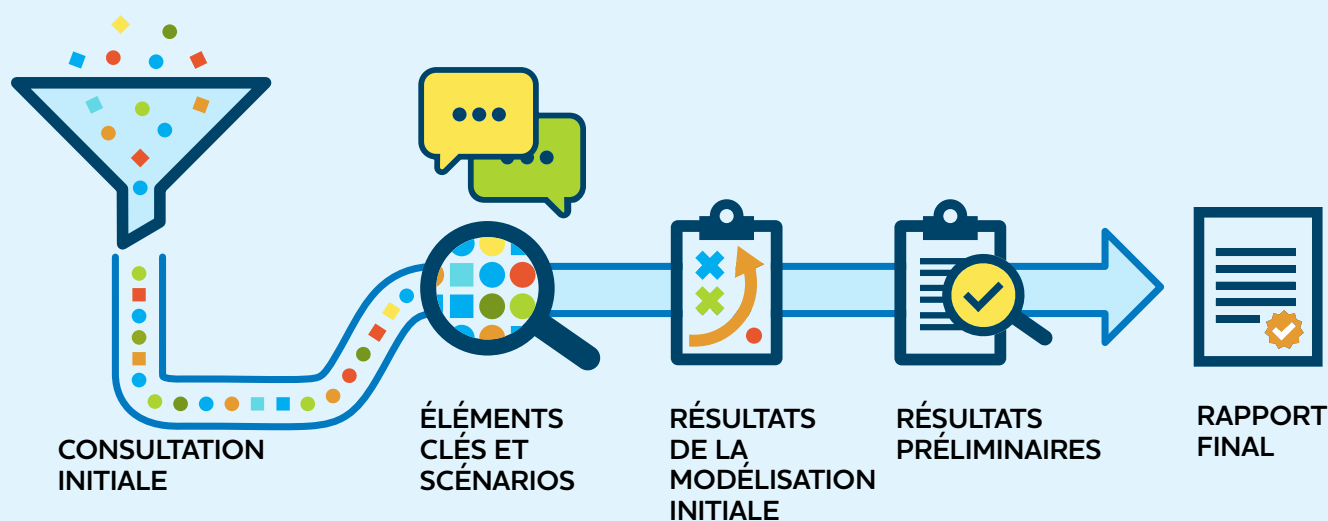 CONSULTATION
INITIALE
ÉLÉMENTS
CLÉS ET
SCÉNARIOS
RÉSULTATS
DE LA
MODÉLISATION
INITIALE
RÉSULTATS
PRÉLIMINAIRES
RAPPORT
FINAL